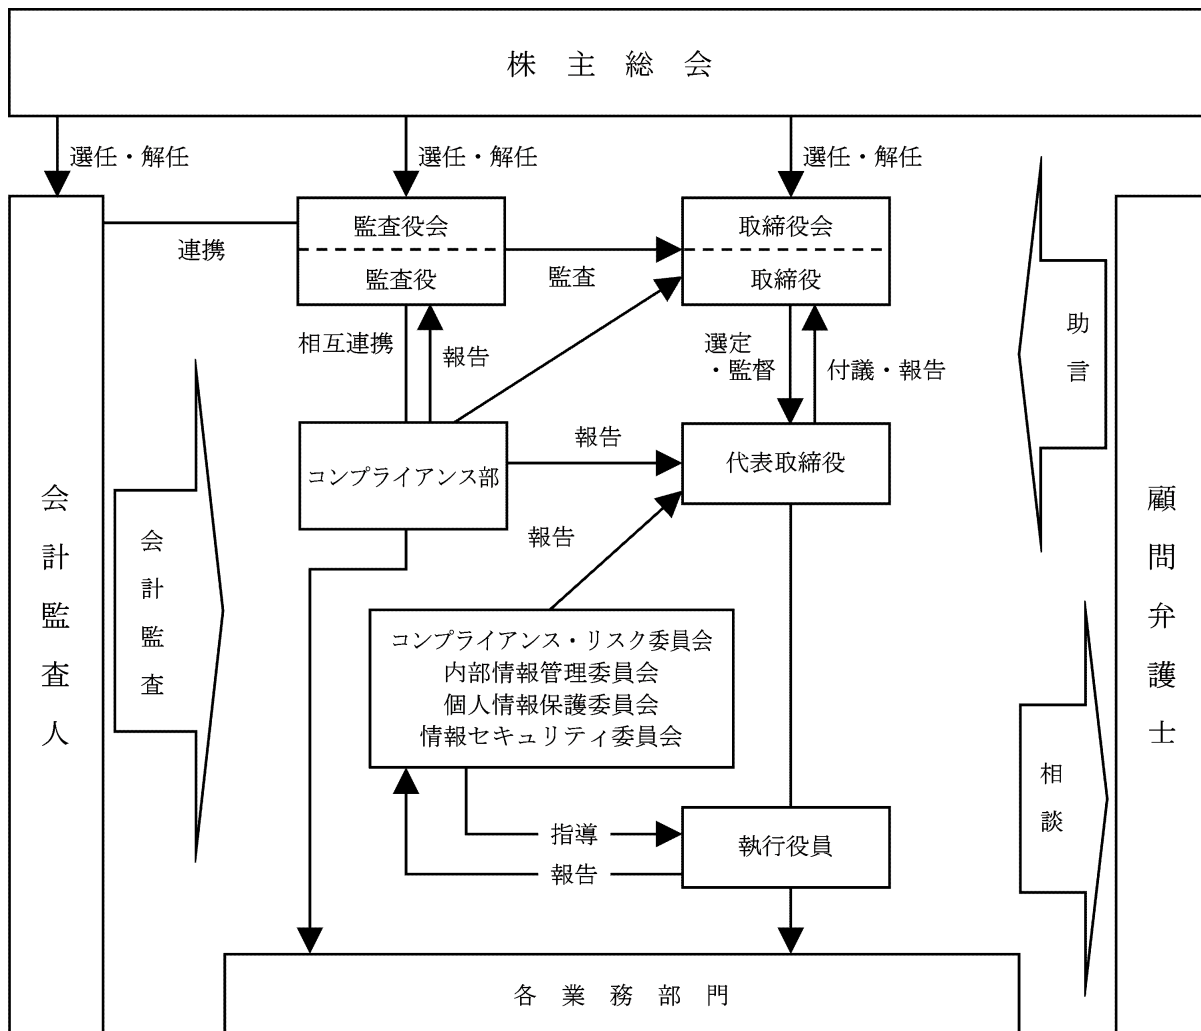 株主総会
選任・解任
選任・解任
選任・解任
監査役会
監査役
取締役会
取締役
連携
監査
相互連携
報告
選定
・監督
付議・報告
助言
コンプライアンス部
報告
代表取締役
報告
会計監査人
会計監査
顧問弁護士
コンプライアンス・リスク委員会
内部情報管理委員会
個人情報保護委員会
情報セキュリティ委員会
相談
指導
報告
執行役員
各業務部門